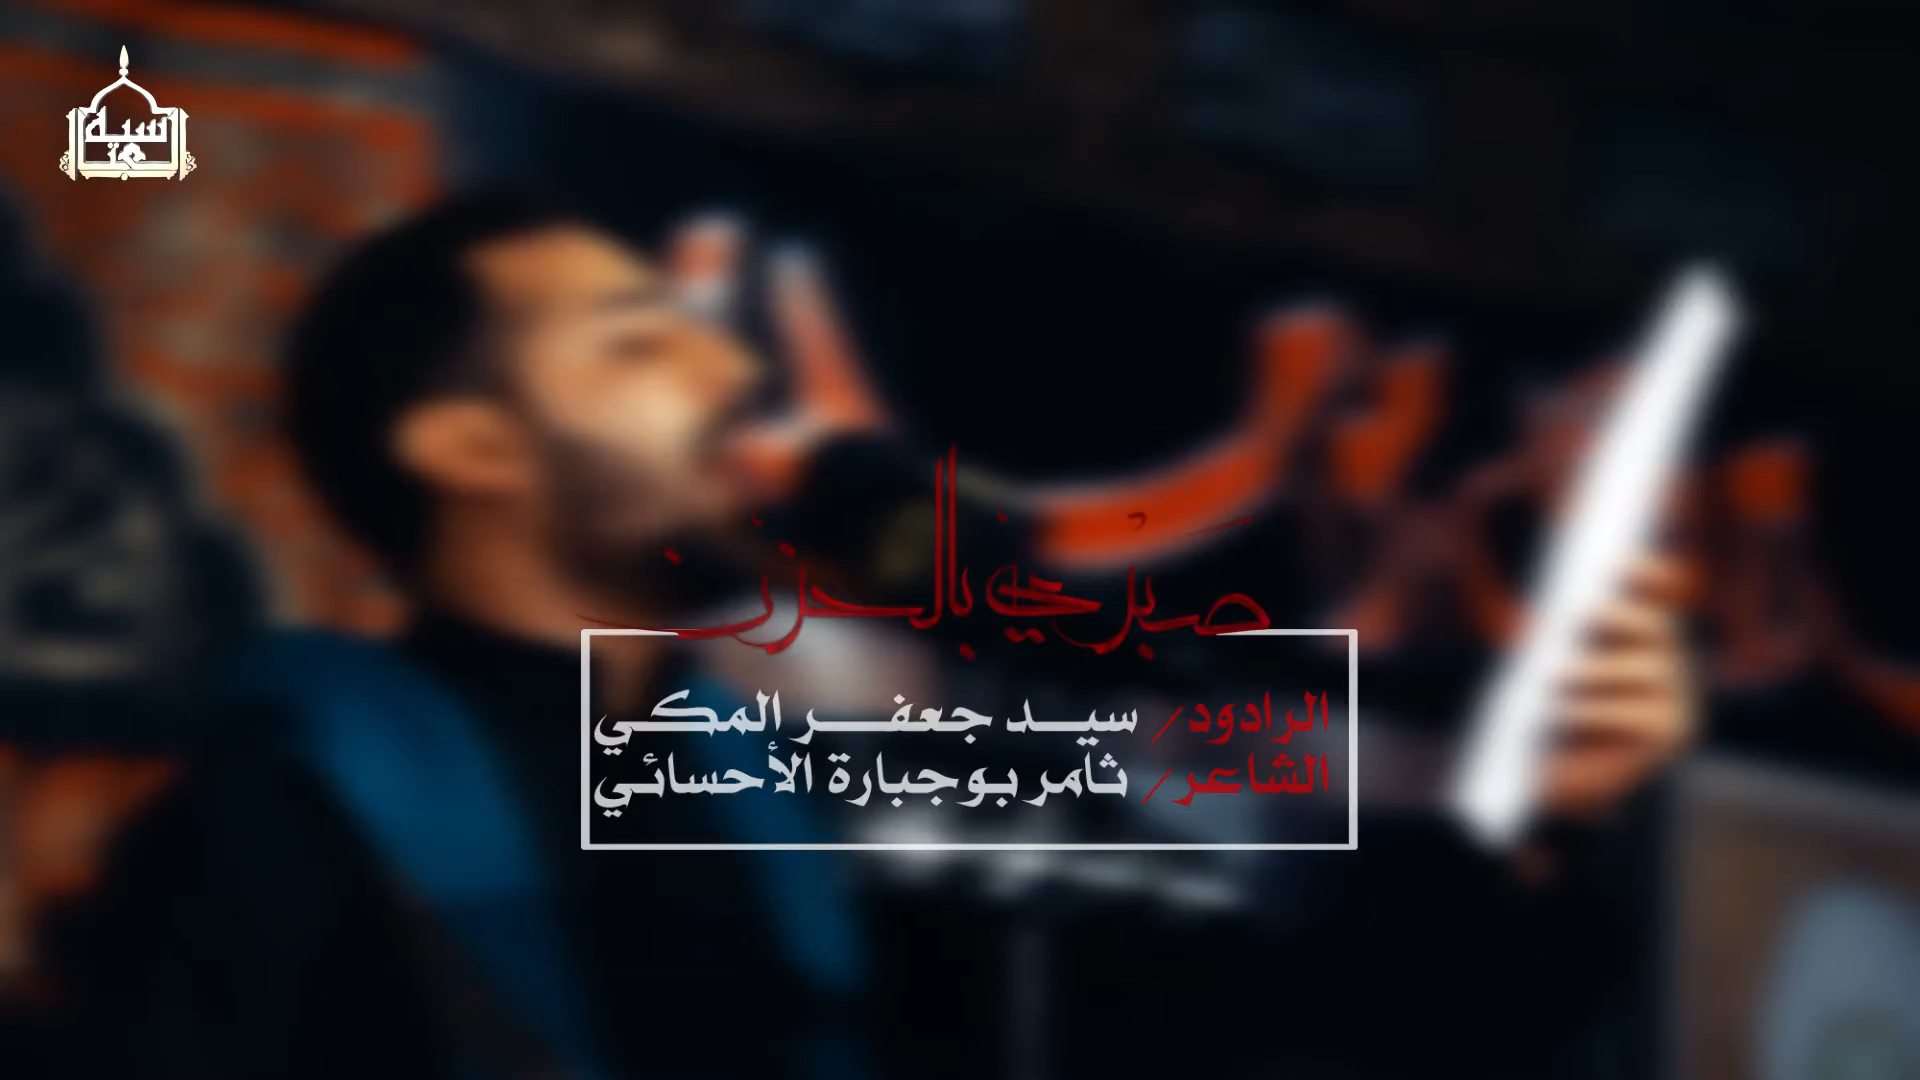 صبري بالحزن
الرادود/ سيد جعفر المكي
الشاعر/ ثامر بوجبارة الأحسائي